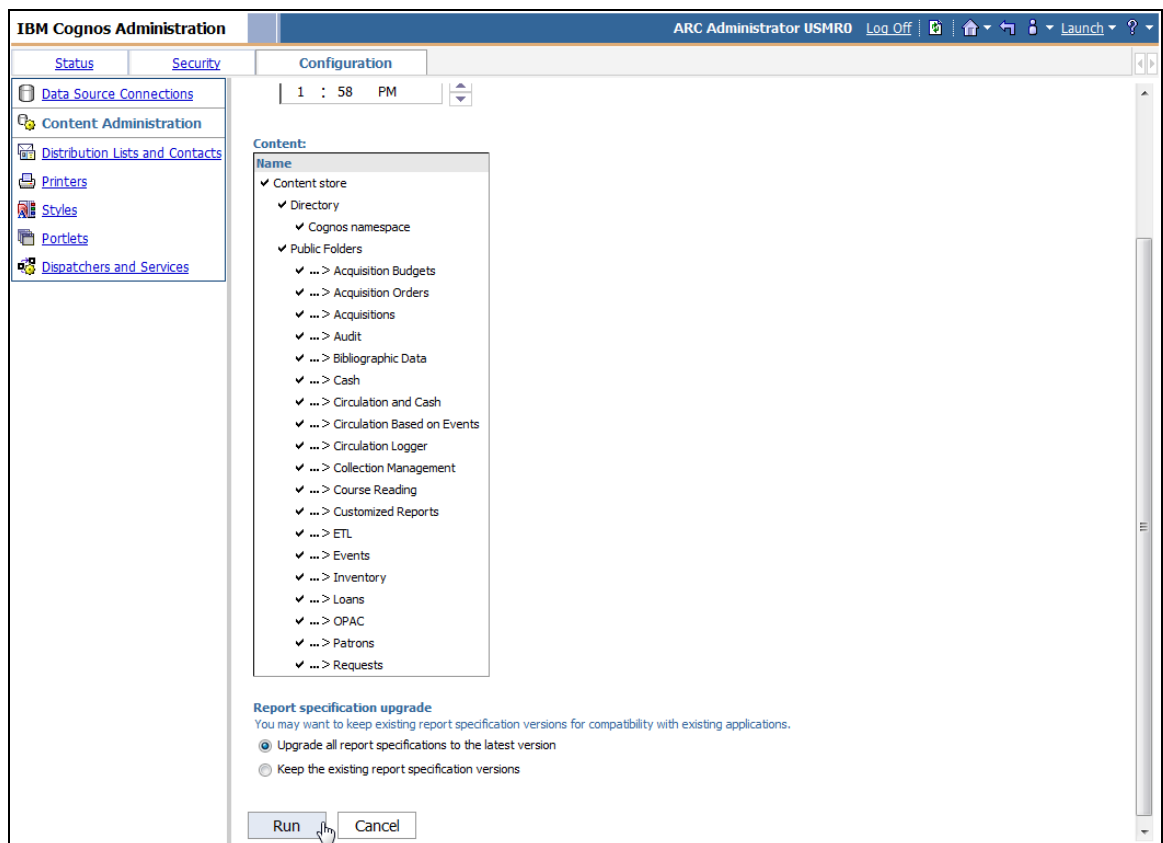 IBM Cognos Administration
ARC Administrator USMR0 Log Off Launch ?
Status Security Configuration
Data Source Connections
Content Administration
Distribution Lists and Contacts
Printers
Styles
Portlets
Dispatchers and Services
1 : 58 PM
Content:
Name
Content store
Directory
Cognos namespace
Public Folders
... > Acquisition Budgets
... > Acquisition Orders
... > Acquisitions
... > Audit
... > Bibliographic Data
... > Cash
... > Circulation and Cash
... > Circulation Based on Events
... > Circulation Logger
... > Collection Management
... > Course Reading
... > Customized Reports
... > ETL
... > Events
... > Inventory
... > Loans
... > OPAC
... > Patrons
... > Requests
Report specification upgrade
You may want to keep existing report specification versions for compatibility with existing applications.
Upgrade all report specifications to the latest version
Keep the existing report specification versions
Run Cancel